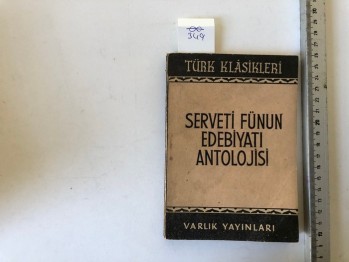 349
TÜRK KLÂSİKLERİ
SERVETİ FÜNUN
EDEBİYATI
ANTOLOJİSİ
VARLIK YAYINLARI